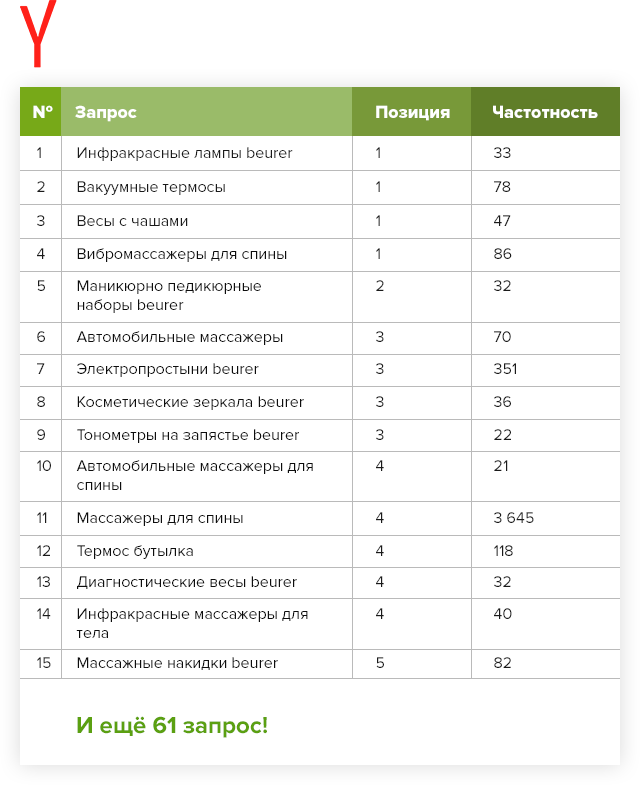 Y
№ Запрос Позиция Частотность
1 Инфракрасные лампы beurer 1 33
2 Вакуумные термосы 1 78
3 Весы с чашами 1 47
4 Вибромассажеры для спины 1 86
5 Маникюрно педикюрные 2 32
наборы beurer
6 Автомобильные массажеры 3 70
7 Электропростыни beurer 3 351
8 Косметические зеркала beurer 3 36
9 Тонометры на запястье beurer 3 22
10 Автомобильные массажеры для 4 21
спины
11 Массажеры для спины 4 3 645
12 Термос бутылка 4 118
13 Диагностические весы beurer 4 32
14 Инфракрасные массажеры для 4 40
тела
15 Массажные накидки beurer 5 82
И ещё 61 запрос!